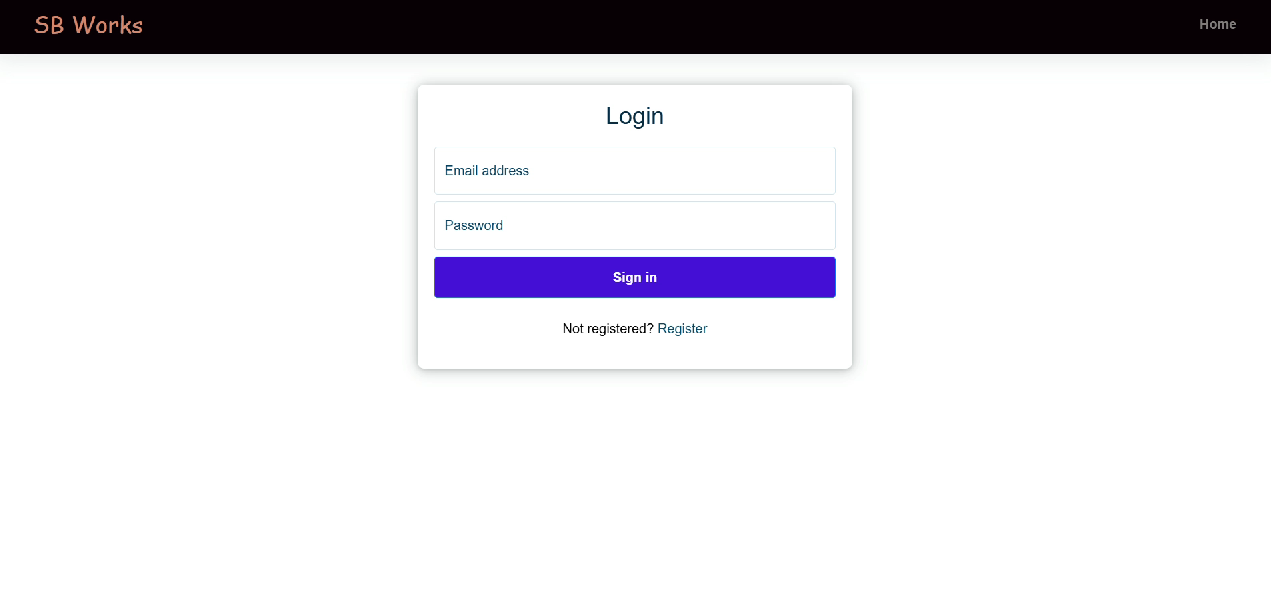 SB Works
Home
Login
Email address
Password
Sign in
Not registered? Register